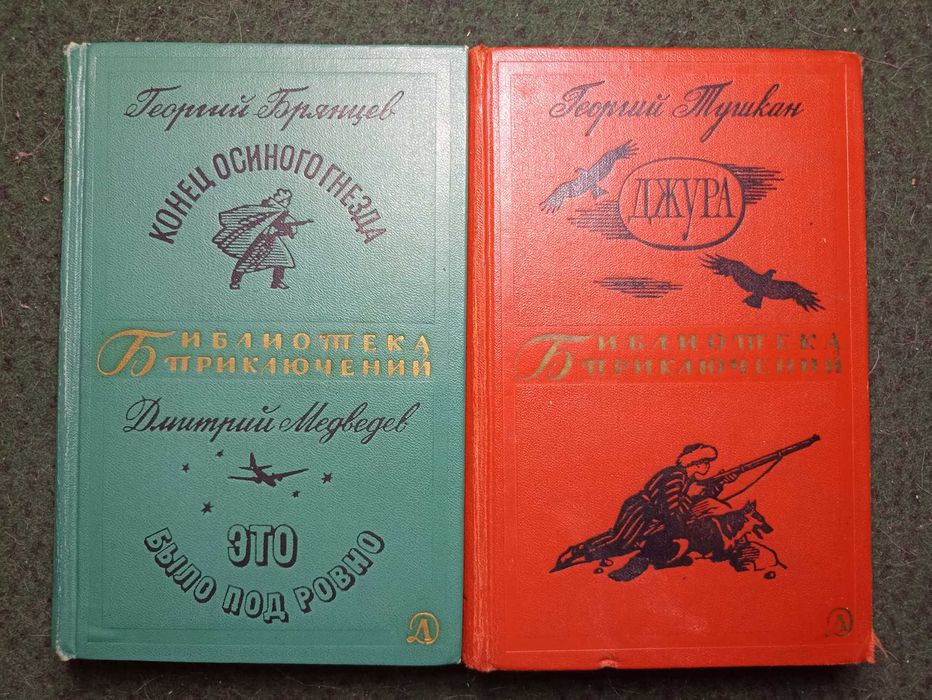 Георгий Брянцев
КОНЕЦ ОСИНОГО ГНЕЗДА
БИБЛИОТЕКА
ПРИКЛЮЧЕНИЙ
Дмитрий Медведев
ЭТО
БЫЛО ПОД РОВНО
Д
Георгий Тушкан
ДЖУРА
БИБЛИОТЕКА
ПРИКЛЮЧЕНИЙ
Д